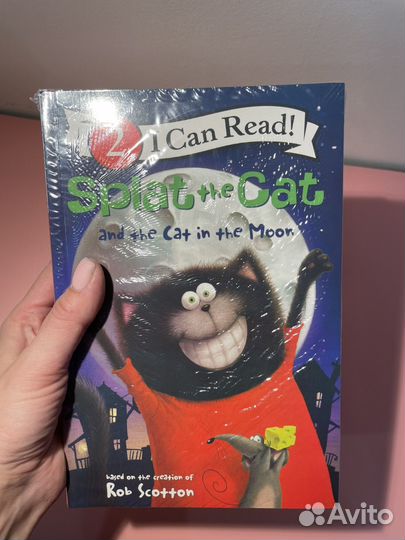 2 I Can Read!
Splat the Cat
and the Cat in the Moon
based on the creation of
Rob Scotton
Avito